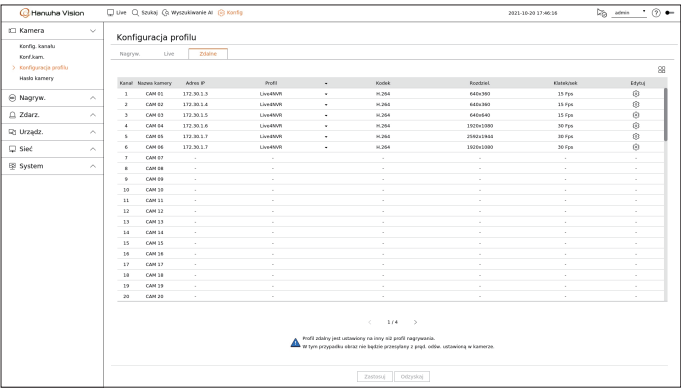 Hanwha Vision
Live Szukaj Wyszukiwanie AI Konfig 2021-10-20 17:46:16 admin
Kamera
Konfig. kanału
Konf.kam.
Konfiguracja profilu
Hasło kamery
Nagryw.
Zdarz.
Urządz.
Sieć
System
Konfiguracja profilu
Nagryw. Live Zdalne
Kanał Nazwa kamery Adres IP Profil Kodek Rozdziel. Klatek/sek Edytuj
1 CAM 01 172.30.1.3 Live4NVR H.264 640x360 15 Fps
2 CAM 02 172.30.1.4 Live4NVR H.264 640x360 15 Fps
3 CAM 03 172.30.1.5 Live4NVR H.264 640x640 15 Fps
4 CAM 04 172.30.1.6 Live4NVR H.264 1920x1080 30 Fps
5 CAM 05 172.30.1.7 Live4NVR H.264 2592x1944 30 Fps
6 CAM 06 172.30.1.7 Live4NVR H.264 1920x1080 30 Fps
7 CAM 07 - - - - -
8 CAM 08 - - - - -
9 CAM 09 - - - - -
10 CAM 10 - - - - -
11 CAM 11 - - - - -
12 CAM 12 - - - - -
13 CAM 13 - - - - -
14 CAM 14 - - - - -
15 CAM 15 - - - - -
16 CAM 16 - - - - -
17 CAM 17 - - - - -
18 CAM 18 - - - - -
19 CAM 19 - - - - -
20 CAM 20 - - - - -
< 1 / 4 >
Profil zdalny jest ustawiony na inny niż profil nagrywania.
W tym przypadku obraz nie będzie przesyłany z pręd. odśw. ustawioną w kamerze.
Zastosuj Odzyskaj